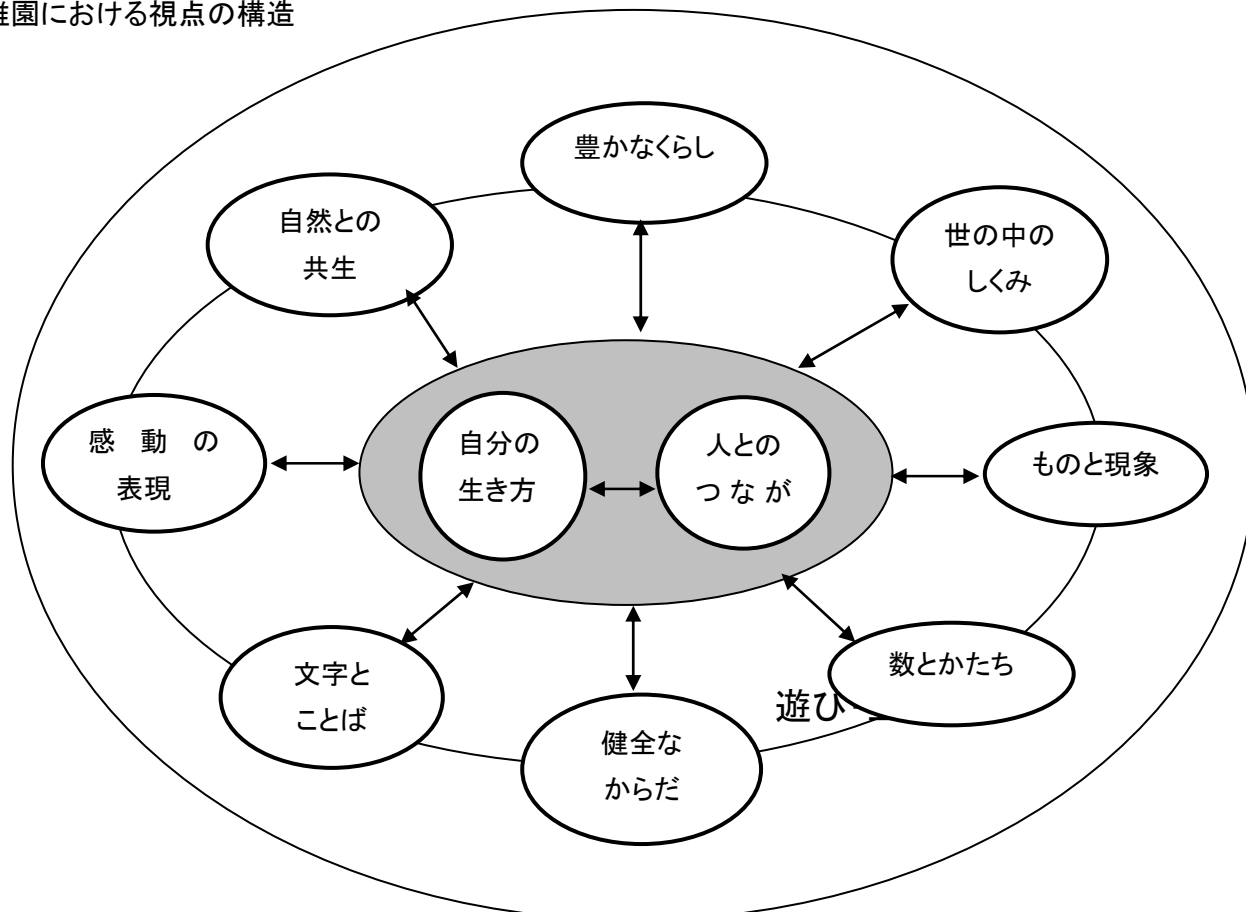 稚園における視点の構造
豊かなくらし
自然との
共生
世の中の
しくみ
感 動 の
表現
自分の
生き方
人との
つ な が
ものと現象
文字と
ことば
健全な
からだ
数とかたち
遊び